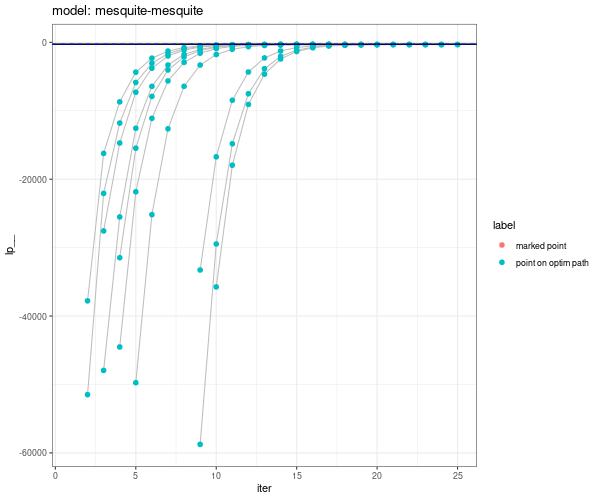 model: mesquite-mesquite
0
-20000
-40000
-60000
lp__
0
5
10
15
20
25
iter
label
marked point
point on optim path